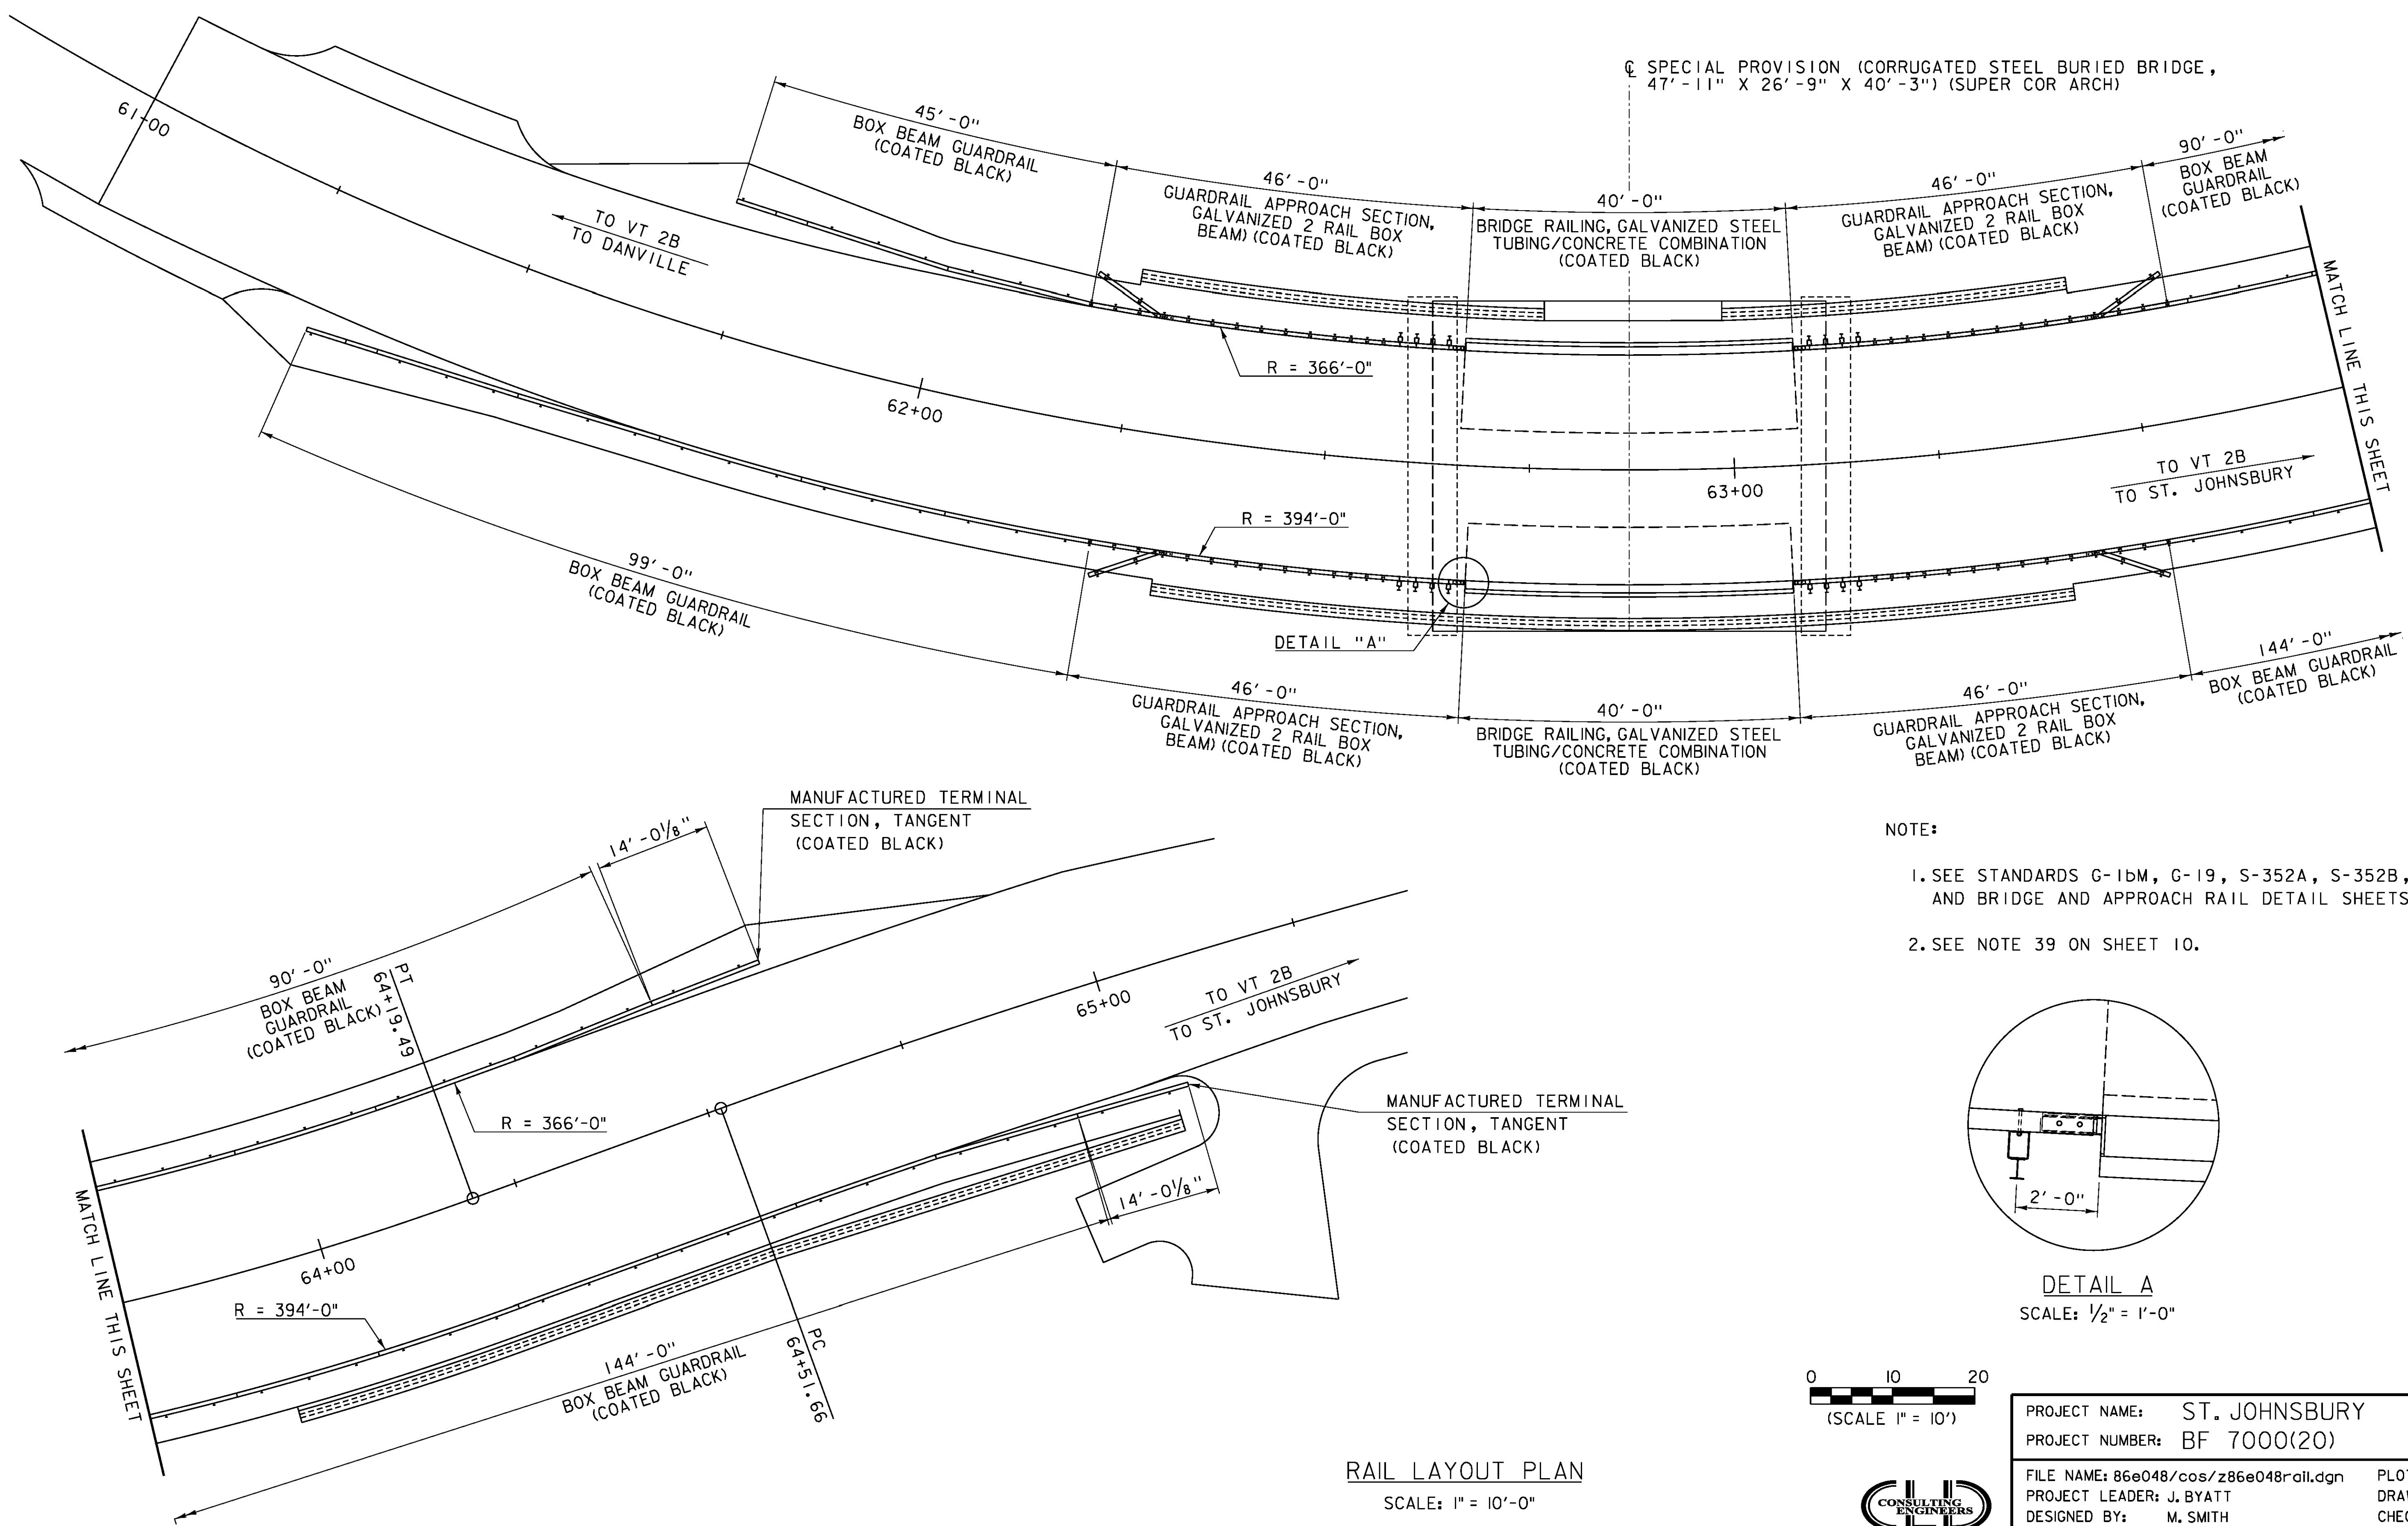 ℄ SPECIAL PROVISION (CORRUGATED STEEL BURIED BRIDGE,
47'-11" X 26'-9" X 40'-3") (SUPER COR ARCH)
61+00
45'-0"
BOX BEAM GUARDRAIL
(COATED BLACK)
46'-0"
GUARDRAIL APPROACH SECTION,
GALVANIZED 2 RAIL BOX
BEAM) (COATED BLACK)
40'-0"
BRIDGE RAILING, GALVANIZED STEEL
TUBING/CONCRETE COMBINATION
(COATED BLACK)
46'-0"
GUARDRAIL APPROACH SECTION,
GALVANIZED 2 RAIL BOX
BEAM) (COATED BLACK)
90'-0"
BOX BEAM
GUARDRAIL
(COATED BLACK)
TO VT 2B
TO DANVILLE
R = 366'-0"
62+00
63+00
MATCH LINE THIS SHEET
TO VT 2B
TO ST. JOHNSBURY
R = 394'-0"
99'-0"
BOX BEAM GUARDRAIL
(COATED BLACK)
DETAIL "A"
46'-0"
GUARDRAIL APPROACH SECTION,
GALVANIZED 2 RAIL BOX
BEAM) (COATED BLACK)
40'-0"
BRIDGE RAILING, GALVANIZED STEEL
TUBING/CONCRETE COMBINATION
(COATED BLACK)
46'-0"
GUARDRAIL APPROACH SECTION,
GALVANIZED 2 RAIL BOX
BEAM) (COATED BLACK)
144'-0"
BOX BEAM GUARDRAIL
(COATED BLACK)
MANUFACTURED TERMINAL
SECTION, TANGENT
(COATED BLACK)
14'-0⅛"
90'-0"
BOX BEAM
GUARDRAIL
(COATED BLACK)
PT
64+19.49
R = 366'-0"
65+00
TO VT 2B
TO ST. JOHNSBURY
MANUFACTURED TERMINAL
SECTION, TANGENT
(COATED BLACK)
14'-0⅛"
MATCH LINE THIS SHEET
64+00
R = 394'-0"
144'-0"
BOX BEAM GUARDRAIL
(COATED BLACK)
PC
64+51.66
NOTE:
1. SEE STANDARDS G-1bM, G-19, S-352A, S-352B,
AND BRIDGE AND APPROACH RAIL DETAIL SHEETS
2. SEE NOTE 39 ON SHEET 10.
2'-0"
DETAIL A
SCALE: ½" = 1'-0"
0 10 20
(SCALE 1" = 10')
RAIL LAYOUT PLAN
SCALE: 1" = 10'-0"
CONSULTING
ENGINEERS
PROJECT NAME: ST. JOHNSBURY
PROJECT NUMBER: BF 7000(20)
FILE NAME: 86e048/cos/z86e048rail.dgn PLO
PROJECT LEADER: J. BYATT DRA
DESIGNED BY: M. SMITH CHE